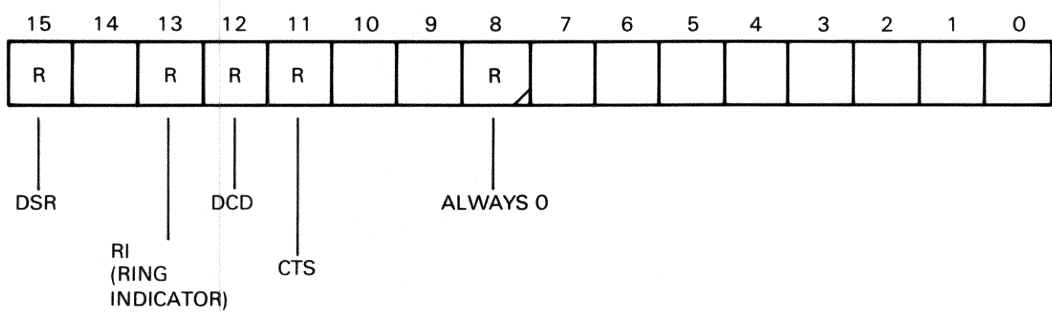 15 14 13 12 11 10 9 8 7 6 5 4 3 2 1 0
R R R R R
DSR DCD ALWAYS 0
RI
(RING
INDICATOR)
CTS